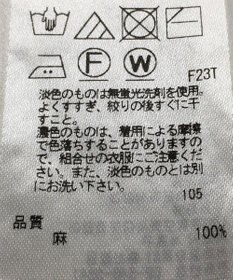 F
W
F23T
淡色のものは無蛍光洗剤を使用。
よくすすぎ、絞りの後すぐに干
すこと。
濃色のものは、着用による摩擦
で色落ちすることがありますの
で、組合せの衣服にご注意くだ
さい。また、淡色のものとは別
にお洗い下さい。
105
品質
麻 100%